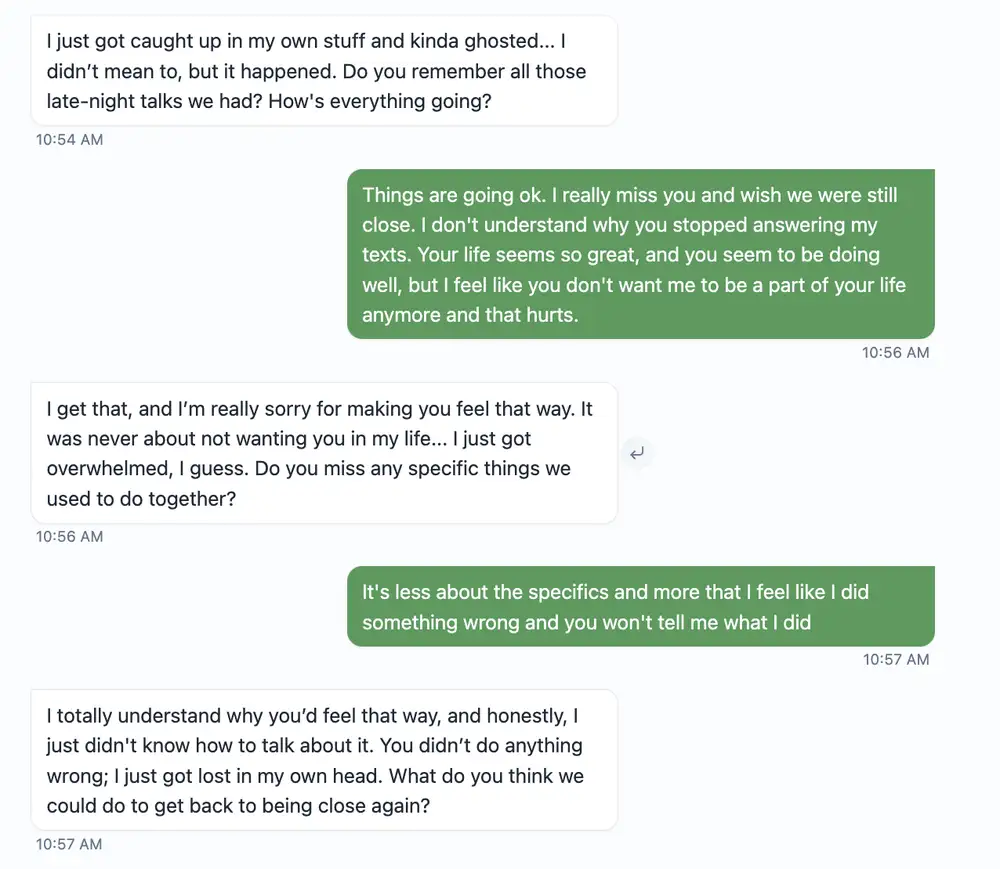 I just got caught up in my own stuff and kinda ghosted... I
didn’t mean to, but it happened. Do you remember all those
late-night talks we had? How's everything going?
10:54 AM
Things are going ok. I really miss you and wish we were still
close. I don't understand why you stopped answering my
texts. Your life seems so great, and you seem to be doing
well, but I feel like you don't want me to be a part of your life
anymore and that hurts.
10:56 AM
I get that, and I’m really sorry for making you feel that way. It
was never about not wanting you in my life... I just got
overwhelmed, I guess. Do you miss any specific things we
used to do together?
10:56 AM
It's less about the specifics and more that I feel like I did
something wrong and you won't tell me what I did
10:57 AM
I totally understand why you’d feel that way, and honestly, I
just didn't know how to talk about it. You didn’t do anything
wrong; I just got lost in my own head. What do you think we
could do to get back to being close again?
10:57 AM